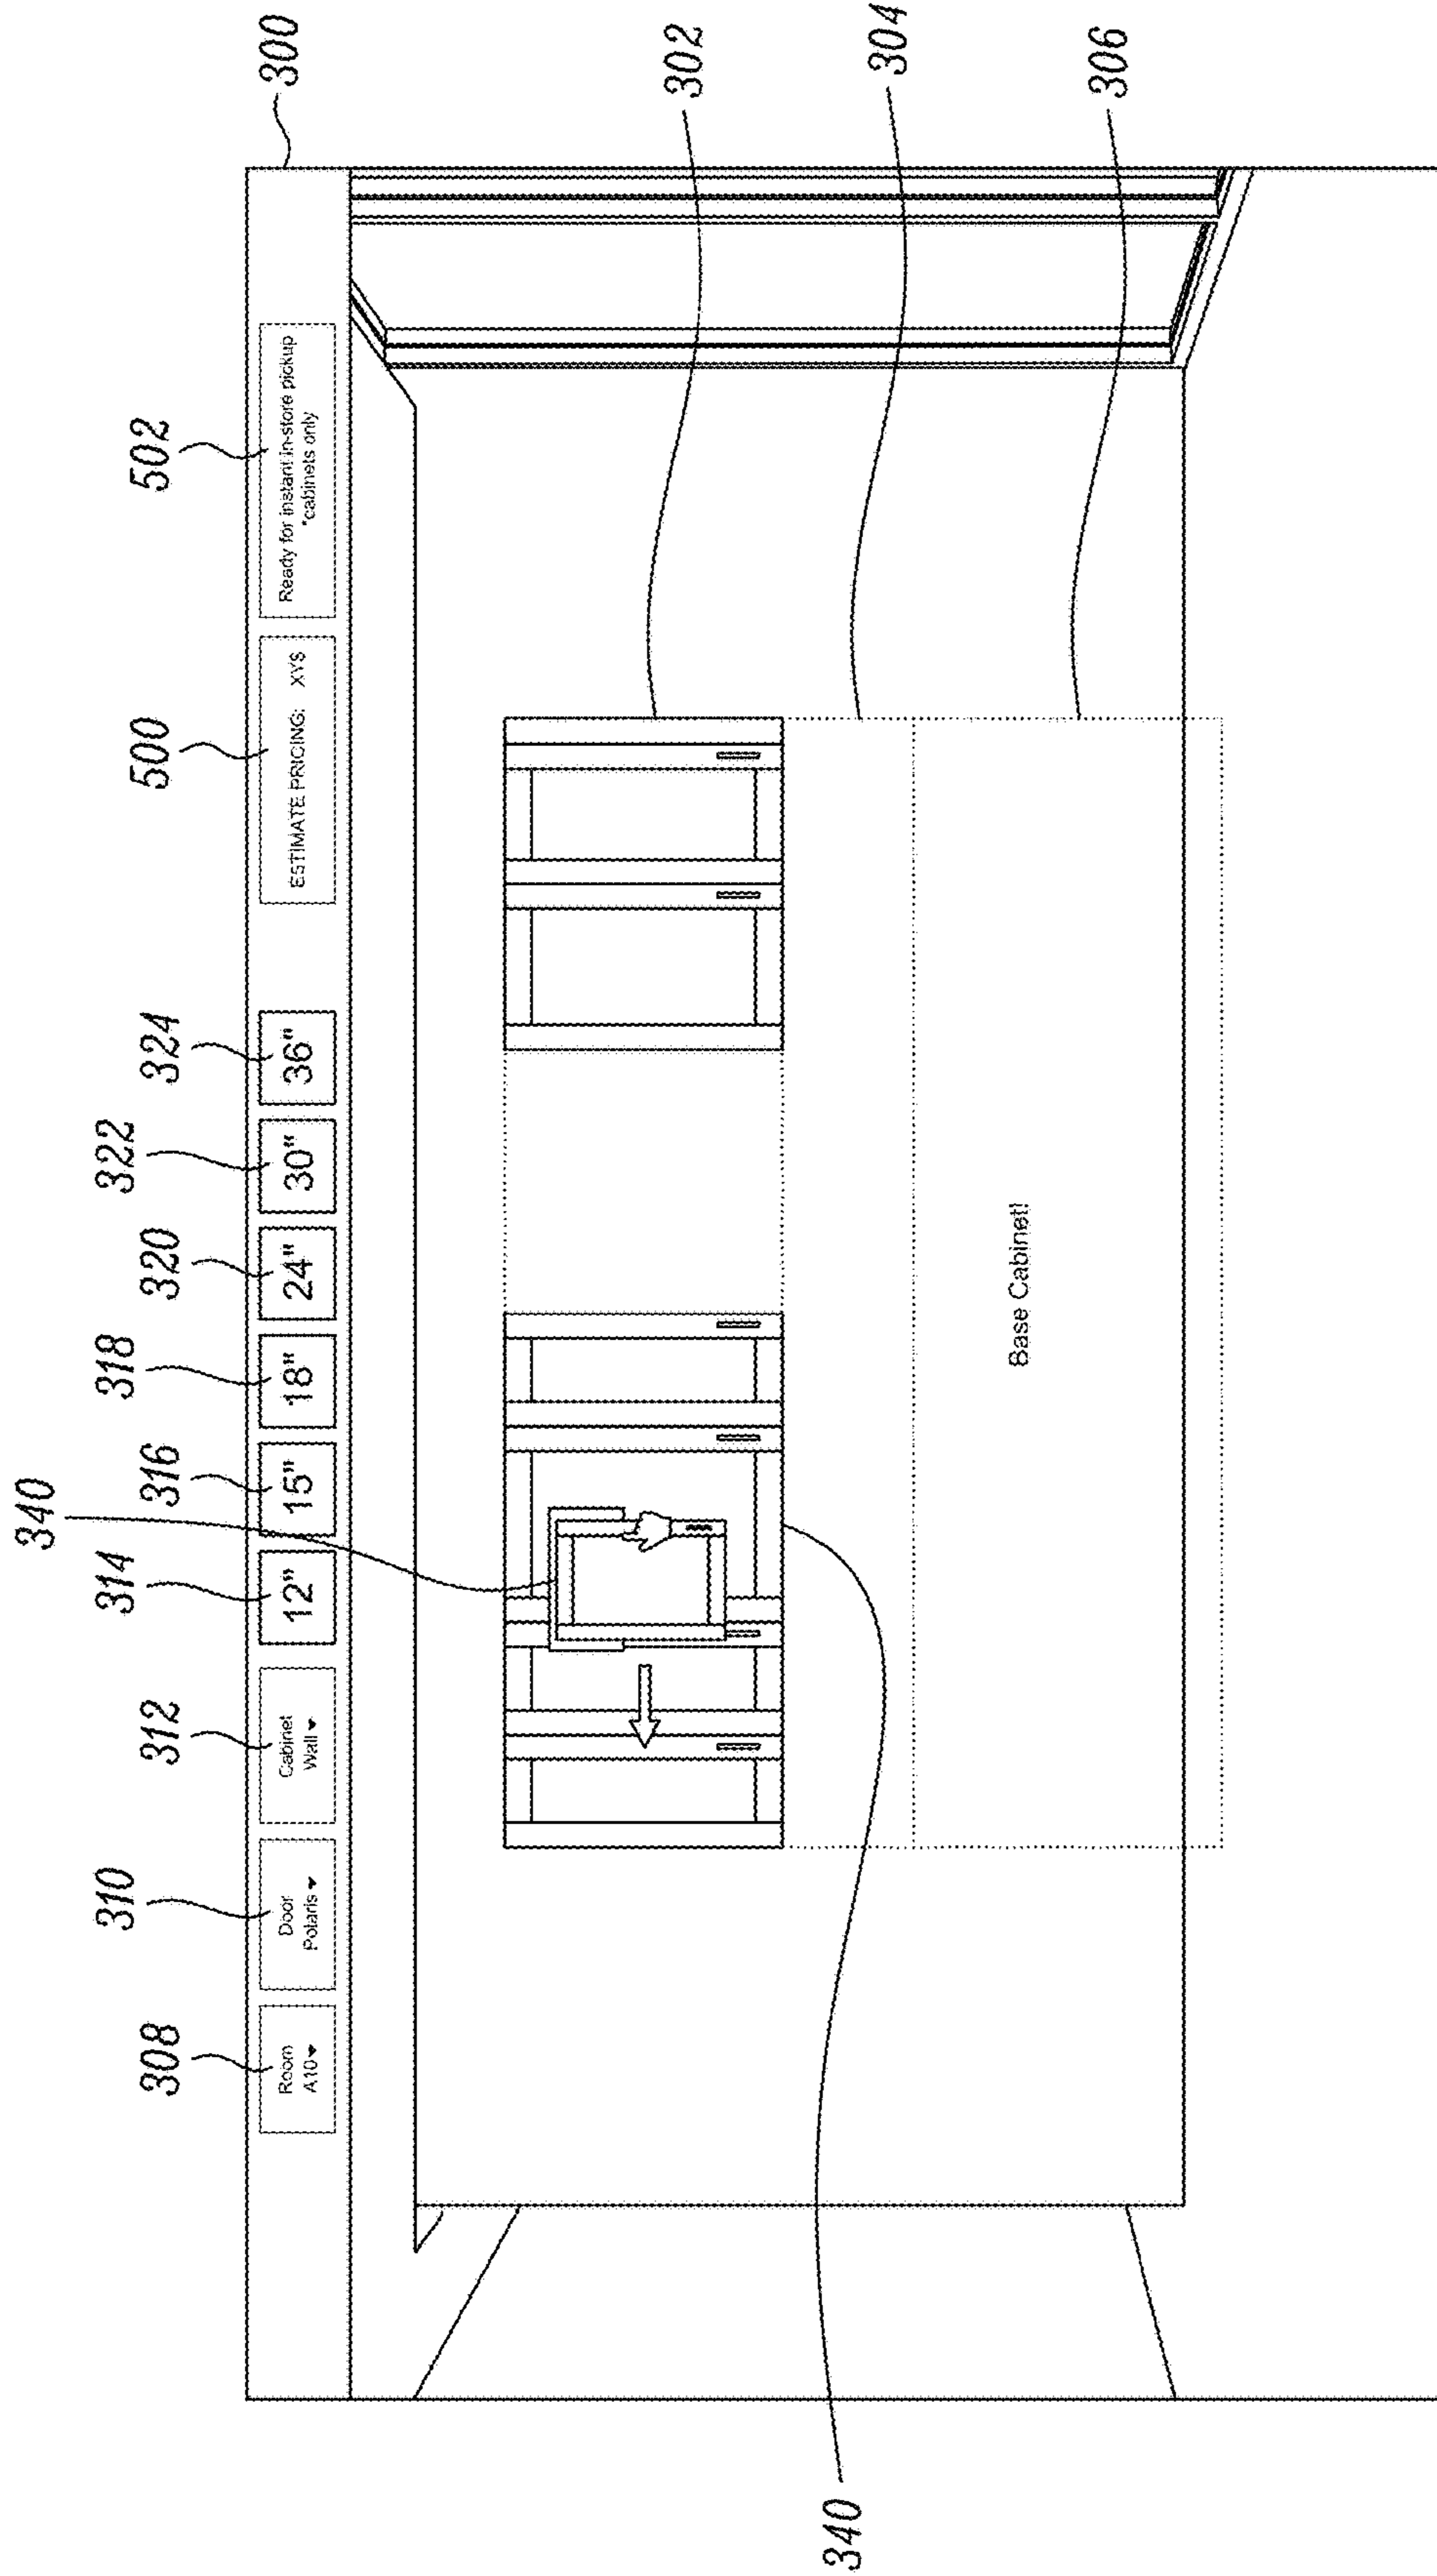 340
314
316
318
320
322
324
500
502
300
308
310
312
Room
A10
Door
Polaris
Cabinet
Wall
12"
15"
18"
24"
30"
36"
ESTIMATE PRICING: XY$
Ready for instant in-store pickup
*cabinets only
302
304
306
Base Cabinet!
340